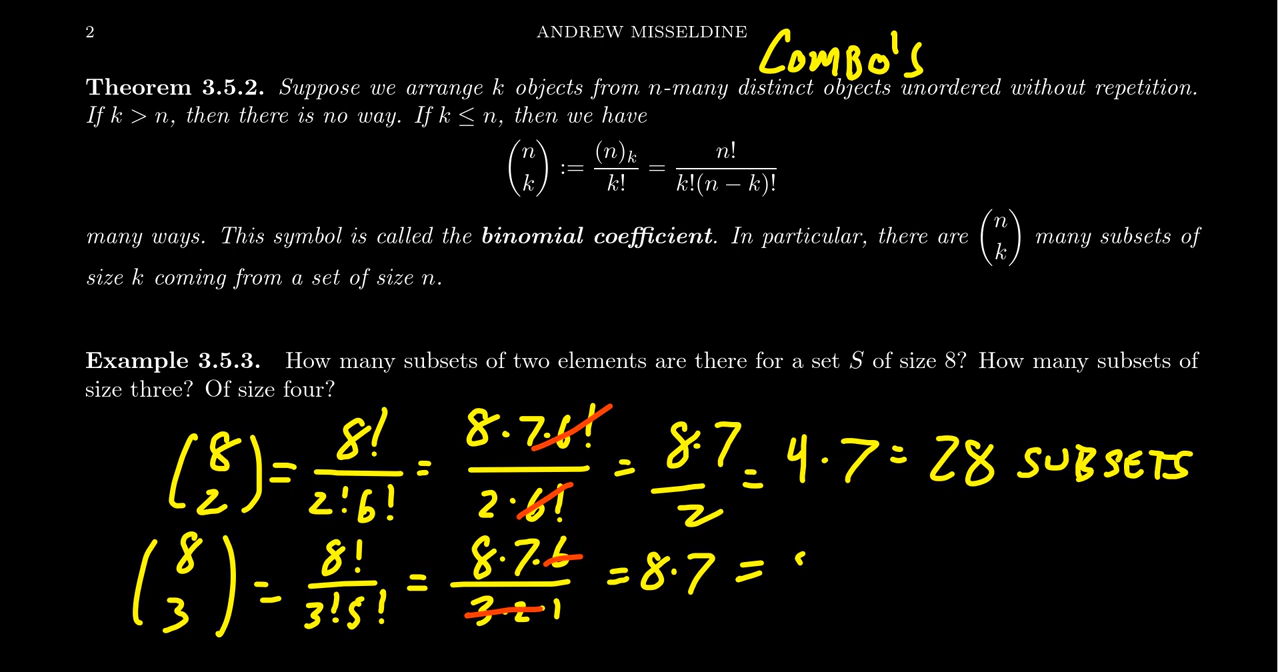 2 ANDREW MISSELDINE
COMBO'S
Theorem 3.5.2. Suppose we arrange k objects from n-many distinct objects unordered without repetition.
If k > n, then there is no way. If k ≤ n, then we have
(n k) := (n)ₖ/k! = n!/k!(n − k)!
many ways. This symbol is called the binomial coefficient. In particular, there are (n k) many subsets of
size k coming from a set of size n.
Example 3.5.3. How many subsets of two elements are there for a set S of size 8? How many subsets of
size three? Of size four?
(8 2) = 8!/2!6! = 8·7·6!/2·6! = 8·7/2 = 4·7 = 28 SUBSETS
(8 3) = 8!/3!5! = 8·7·6/3·2·1 = 8·7 =